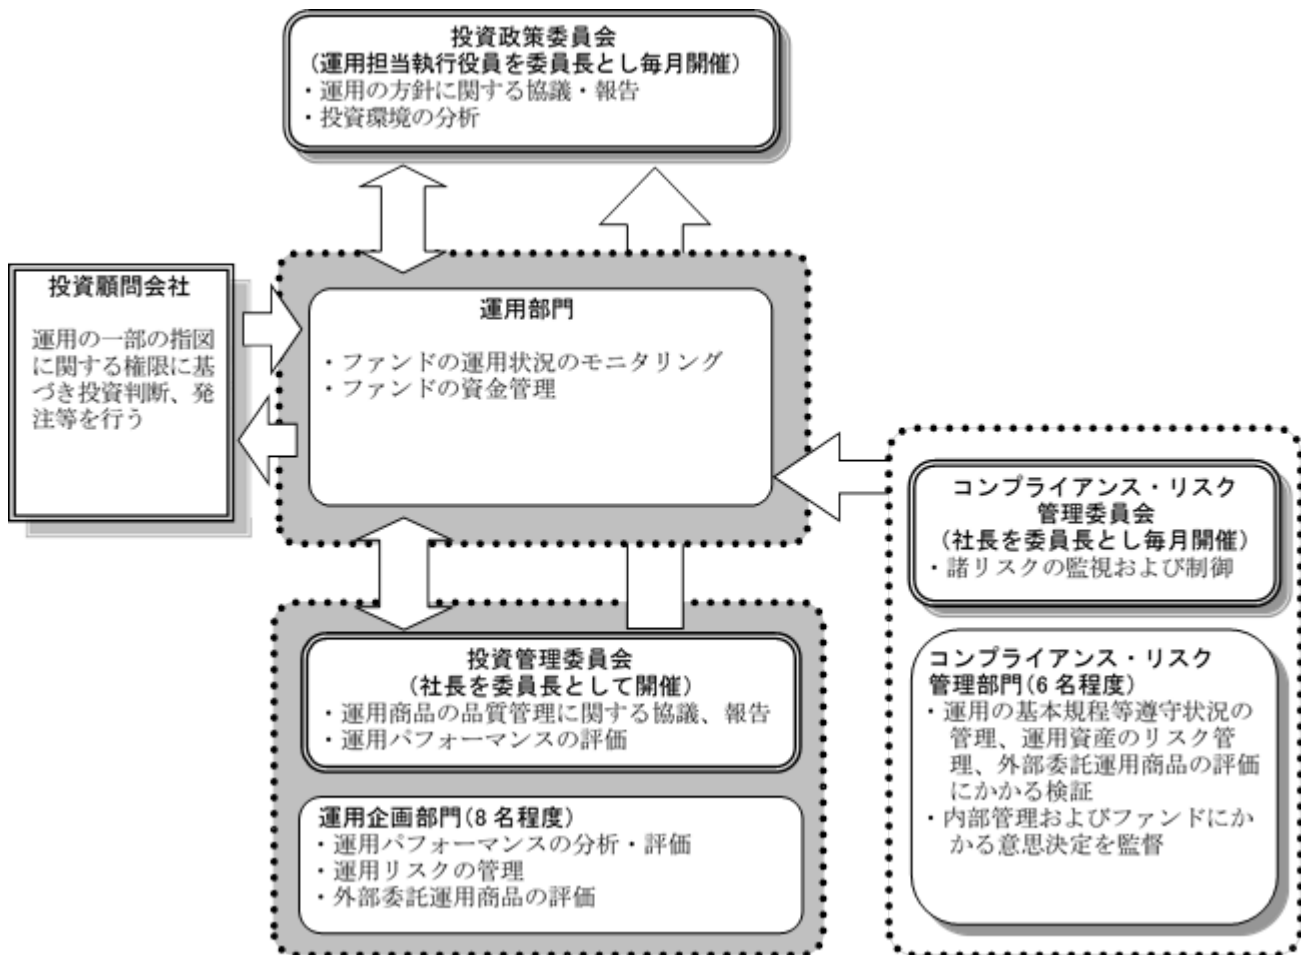 投資政策委員会
(運用担当執行役員を委員長とし毎月開催)
・運用の方針に関する協議・報告
・投資環境の分析
投資顧問会社
運用の一部の指図
に関する権限に基
づき投資判断、発
注等を行う
運用部門
・ファンドの運用状況のモニタリング
・ファンドの資金管理
コンプライアンス・リスク
管理委員会
(社長を委員長とし毎月開催)
・諸リスクの監視および制御
投資管理委員会
(社長を委員長として開催)
・運用商品の品質管理に関する協議、報告
・運用パフォーマンスの評価
運用企画部門(8名程度)
・運用パフォーマンスの分析・評価
・運用リスクの管理
・外部委託運用商品の評価
コンプライアンス・リスク
管理部門(6名程度)
・運用の基本規程等遵守状況の
管理、運用資産のリスク管
理、外部委託運用商品の評価
にかかる検証
・内部管理およびファンドにか
かる意思決定を監督